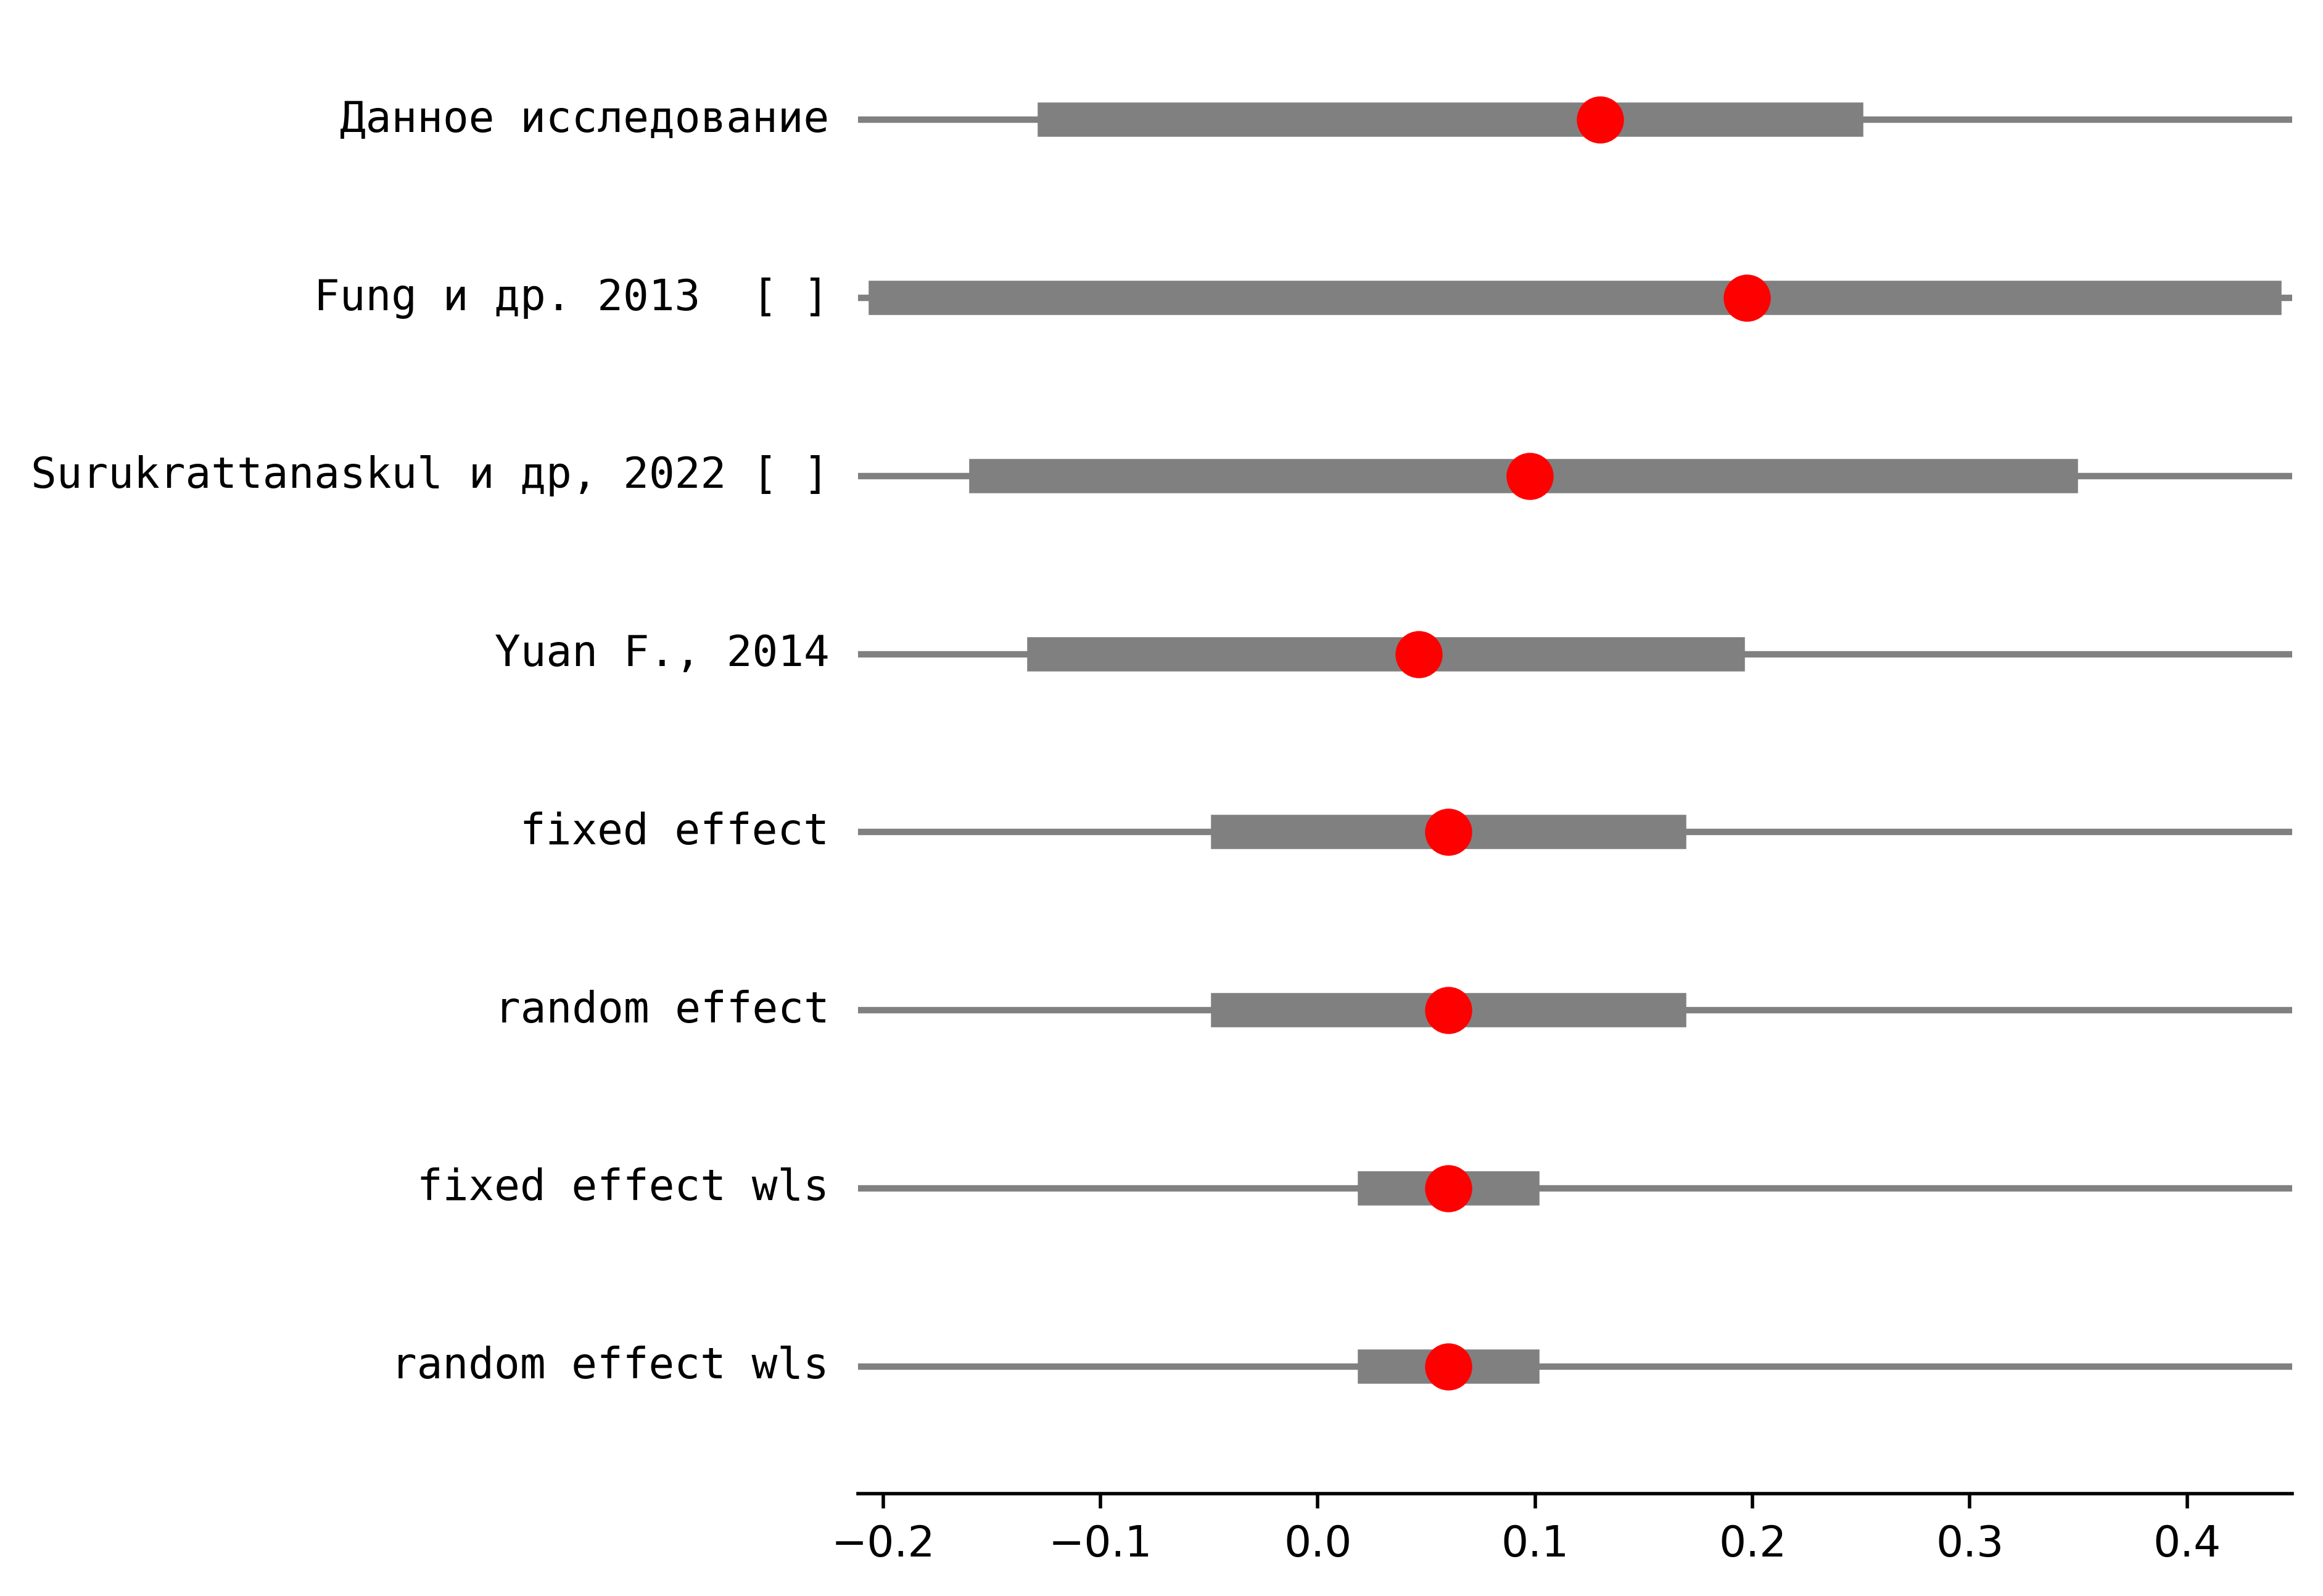 Данное исследование
Fung и др. 2013  [ ]
Surukrattanaskul и др, 2022 [ ]
Yuan F., 2014
fixed effect
random effect
fixed effect wls
random effect wls
−0.2 −0.1 0.0 0.1 0.2 0.3 0.4